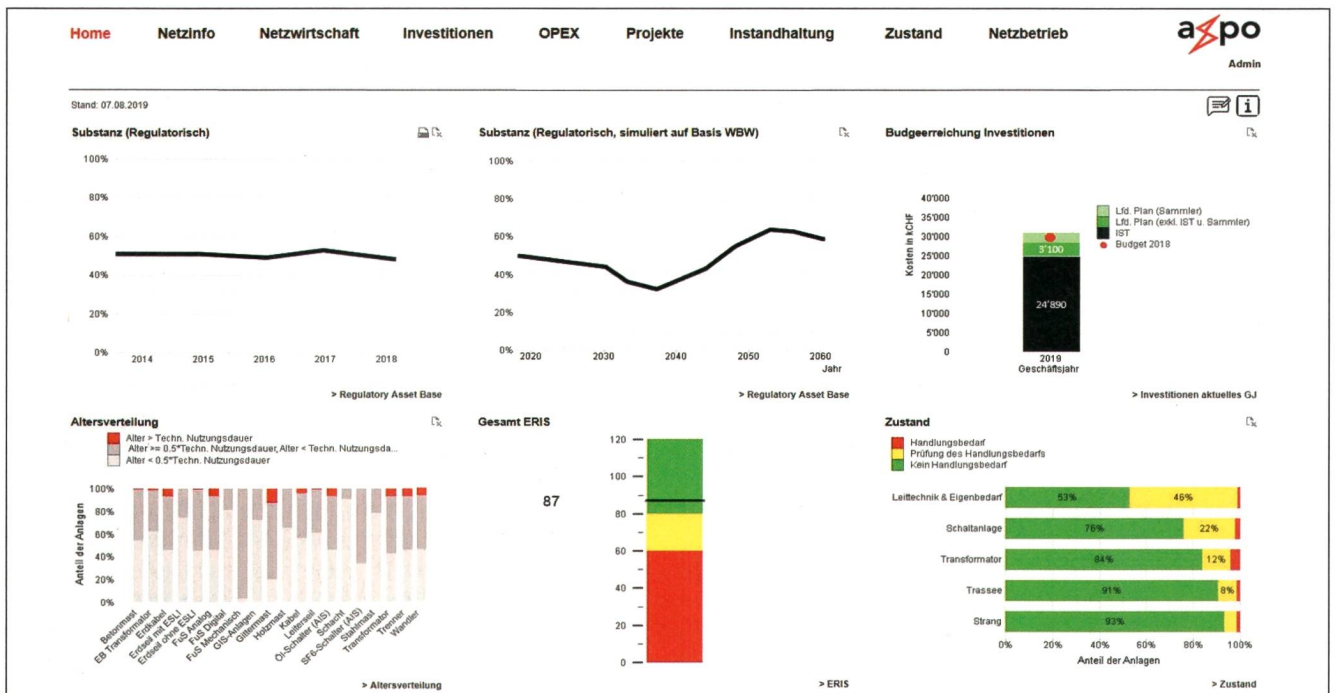 Home Netzinfo Netzwirtschaft Investitionen OPEX Projekte Instandhaltung Zustand Netzbetrieb
axpo
Admin
Stand: 07.08.2019
Substanz (Regulatorisch)
100%
80%
60%
40%
20%
0%
2014 2015 2016 2017 2018
> Regulatory Asset Base
Substanz (Regulatorisch, simuliert auf Basis WBW)
100%
80%
60%
40%
20%
0%
2020 2030 2040 2050 2060
Jahr
> Regulatory Asset Base
Budgeerreichung Investitionen
Kosten in kCHF
40'000
35'000
30'000
25'000
20'000
15'000
10'000
5'000
0
3'100
24'890
2019
Geschäftsjahr
Lfd. Plan (Sammler)
Lfd. Plan (exkl. IST u. Sammler)
IST
Budget 2018
> Investitionen aktuelles GJ
Altersverteilung
Alter > Techn. Nutzungsdauer
Alter >= 0.5*Techn. Nutzungsdauer, Alter < Techn. Nutzungsda...
Alter < 0.5*Techn. Nutzungsdauer
Anteil der Anlagen
100%
80%
60%
40%
20%
0%
Betonmast
EB Transformator
Erdkabel
Erdseil mit ESLI
Erdseil ohne ESLI
FuS Analog
FuS Digital
FuS Mechanisch
GIS-Anlagen
Gittermast
Holzmast
Kabel
Leiterseil
Öl-Schalter (AIS)
Schacht
SF6-Schalter (AIS)
Stahlmast
Transformator
Trenner
Wandler
> Altersverteilung
Gesamt ERIS
87
120
100
80
60
40
20
0
> ERIS
Zustand
Handlungsbedarf
Prüfung des Handlungsbedarfs
Kein Handlungsbedarf
Leittechnik & Eigenbedarf 53% 46%
Schaltanlage 76% 22%
Transformator 84% 12%
Trassee 91% 8%
Strang 93%
0% 20% 40% 60% 80% 100%
Anteil der Anlagen
> Zustand